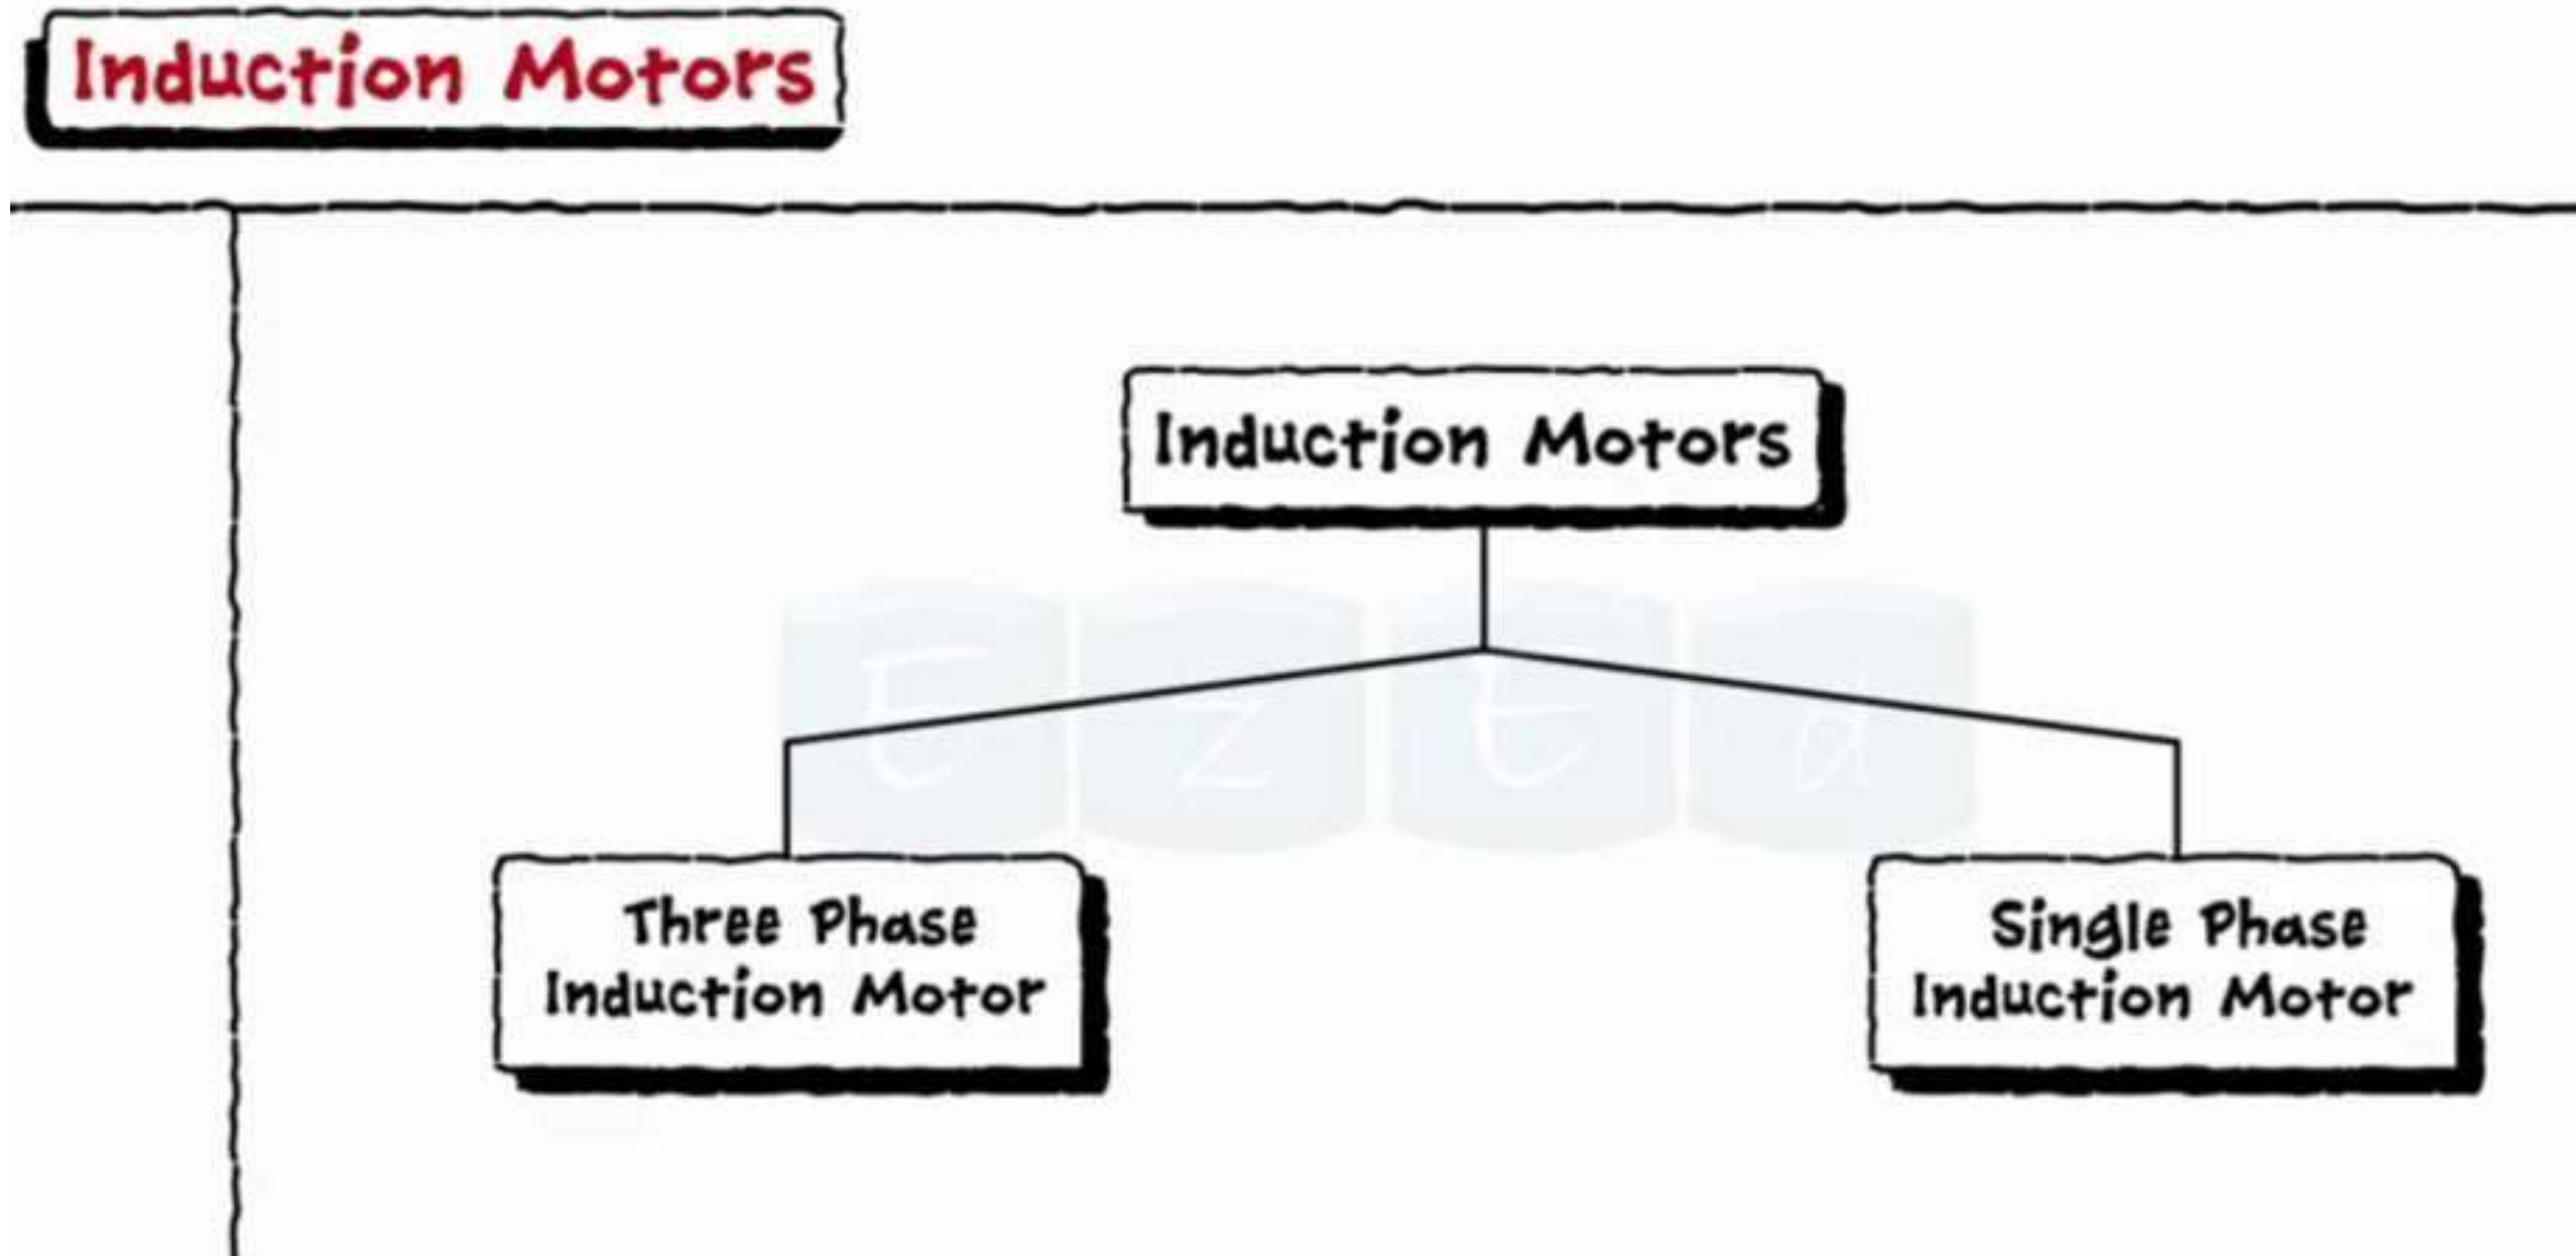 Induction Motors
Induction Motors
E z t d
Three Phase
Induction Motor
Single Phase
Induction Motor